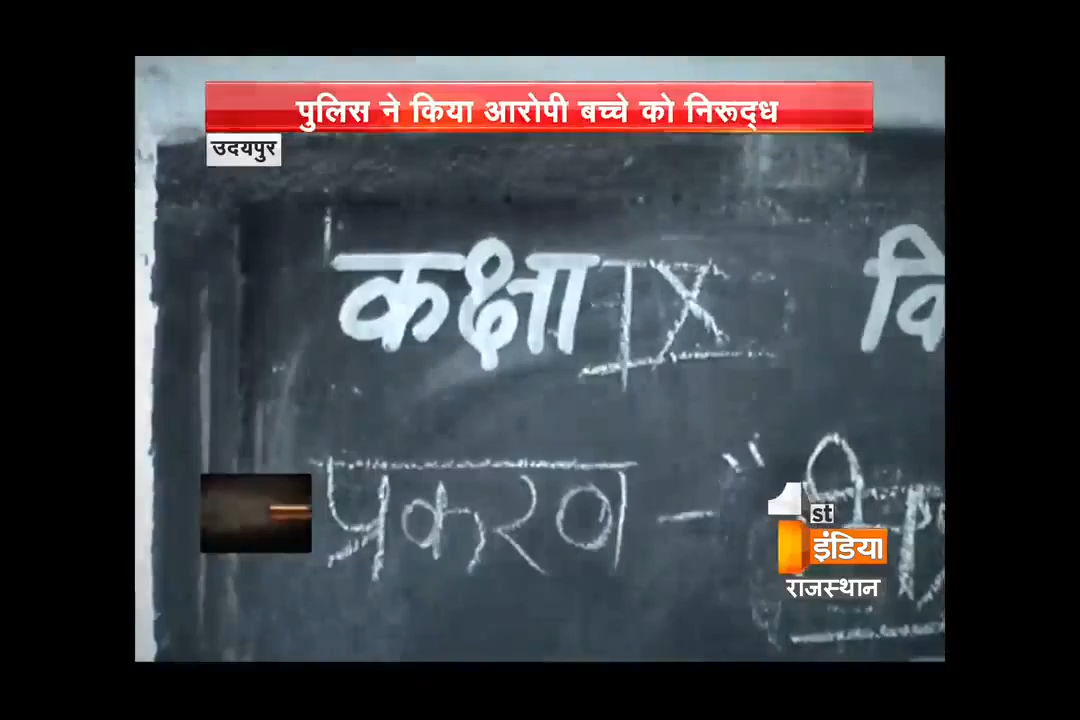 पुलिस ने किया आरोपी बच्चे को निरूद्ध
उदयपुर
कक्षा IX
प्रकरण -"
1st
इंडिया
राजस्थान